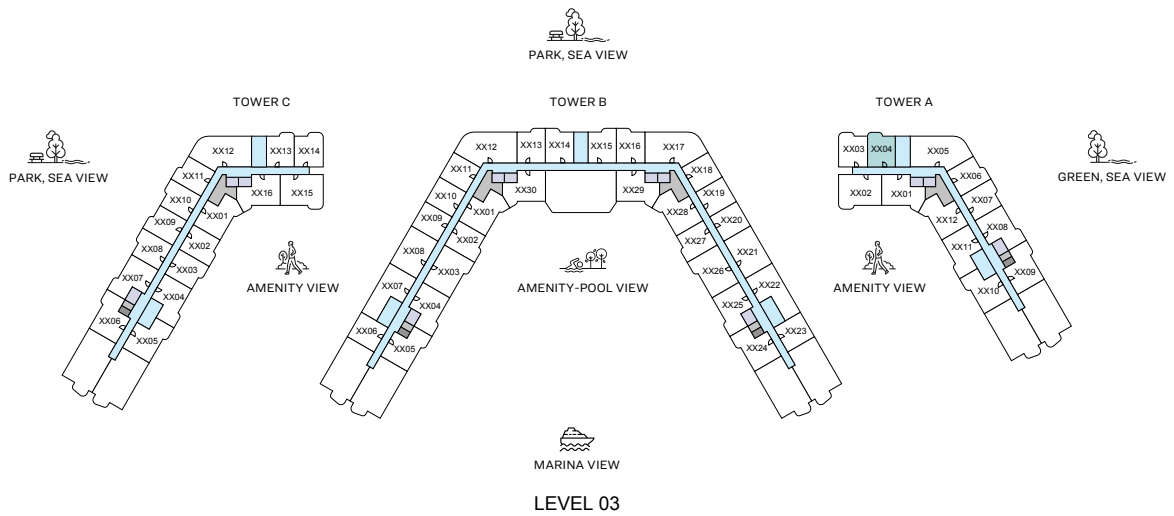 PARK, SEA VIEW
TOWER C
TOWER B
TOWER A
PARK, SEA VIEW
GREEN, SEA VIEW
XX12
XX13
XX14
XX11
XX16
XX15
XX10
XX01
XX09
XX02
XX08
XX03
XX07
XX04
XX06
XX05
AMENITY VIEW
XX12
XX13
XX14
XX15
XX16
XX17
XX11
XX30
XX29
XX18
XX10
XX01
XX28
XX19
XX09
XX02
XX27
XX20
XX08
XX03
XX26
XX21
XX07
XX04
XX25
XX22
XX06
XX05
XX24
XX23
AMENITY-POOL VIEW
XX03
XX04
XX05
XX02
XX01
XX06
XX12
XX07
XX11
XX08
XX10
XX09
AMENITY VIEW
MARINA VIEW
LEVEL 03